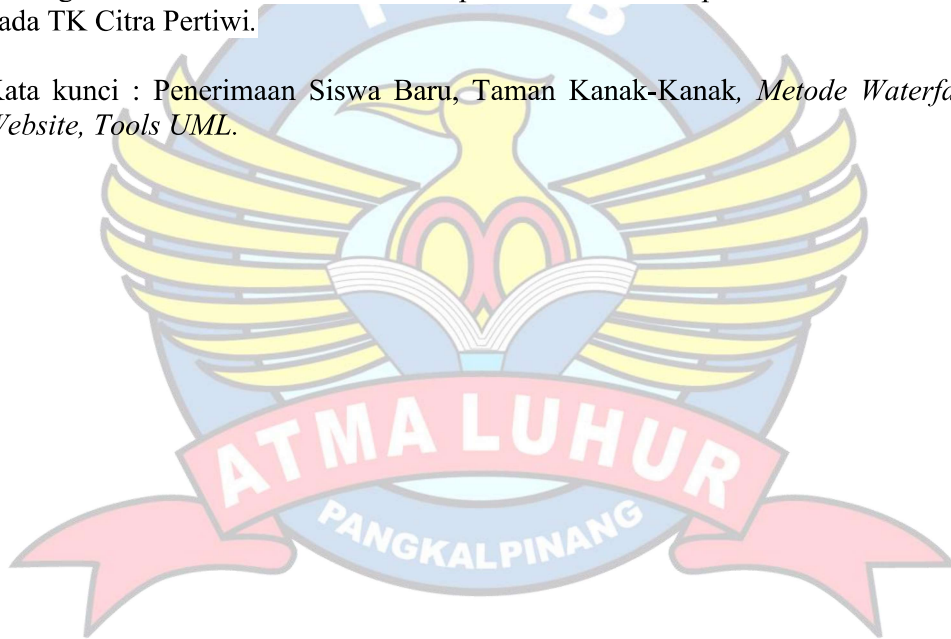 ada TK Citra Pertiwi.
Kata kunci : Penerimaan Siswa Baru, Taman Kanak-Kanak, Metode Waterfa
Website, Tools UML.
B
ATMA LUHUR
PANGKALPINANG